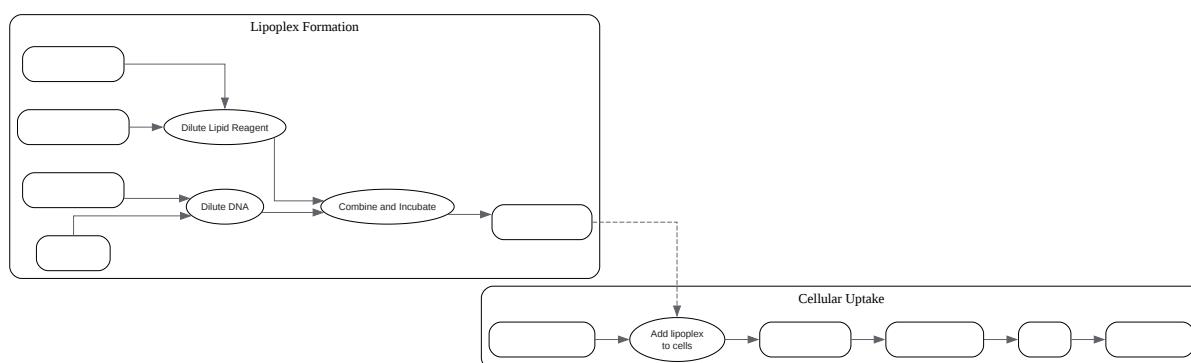 Lipoplex Formation
Dilute Lipid Reagent
Dilute DNA
Combine and Incubate
Cellular Uptake
Add lipoplex
to cells